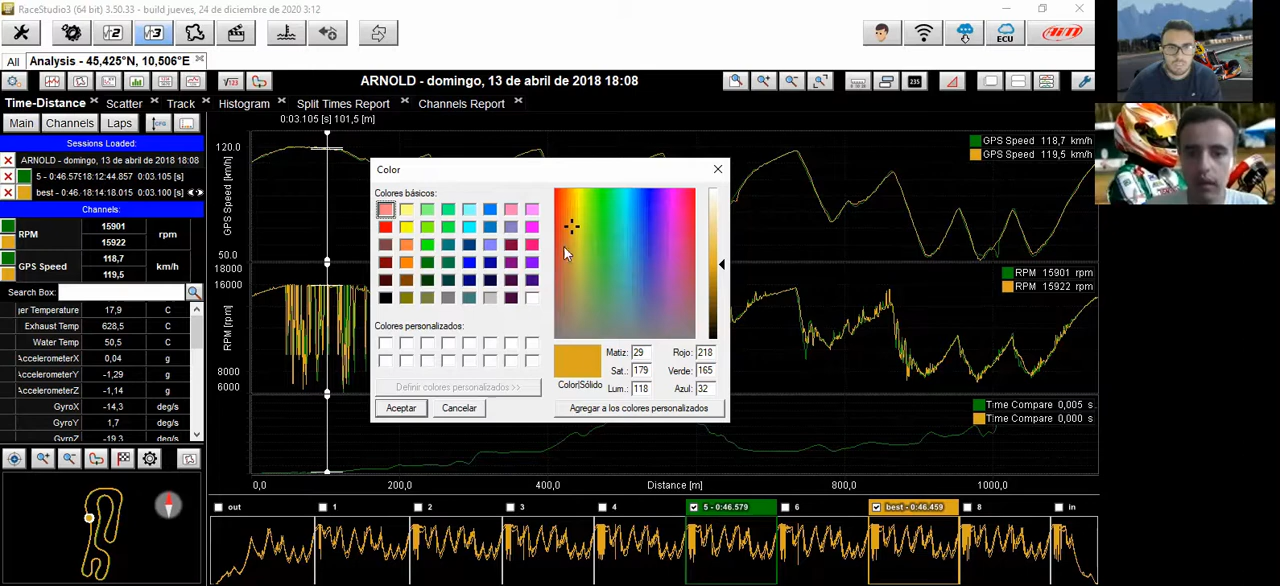 RaceStudio3 (64 bit) 3.50.33 - build jueves, 24 de diciembre de 2020 3:12
2
3
ECU
AiM
All
Analysis - 45,425°N, 10,506°E
ARNOLD - domingo, 13 de abril de 2018 18:08
235
Time-Distance
Scatter
Track
Histogram
Split Times Report
Channels Report
Main
Channels
Laps
CFG
0:03.105 [s] 101,5 [m]
Sessions Loaded:
ARNOLD - domingo, 13 de abril de 2018 18:08
5 - 0:46.579 18:12:44.857 0:03.105 [s]
best - 0:46. 18:14:18.015 0:03.100 [s]
Channels:
RPM
15901
15922
rpm
GPS Speed
118,7
119,5
km/h
Search Box:
ger Temperature 17,9 C
Exhaust Temp 628,5 C
Water Temp 50,5 C
AccelerometerX 0,04 g
AccelerometerY -1,29 g
AccelerometerZ -1,14 g
GyroX -14,3 deg/s
GyroY 1,7 deg/s
GyroZ -19,3 deg/s
120.0
GPS Speed [km/h]
50.0
18000
16000
RPM [rpm]
8000
6000
GPS Speed 118,7 km/h
GPS Speed 119,5 km/h
RPM 15901 rpm
RPM 15922 rpm
Time Compare 0,005 s
Time Compare 0,000 s
Color
Colores básicos:
Colores personalizados:
Definir colores personalizados >>
Aceptar
Cancelar
Color|Sólido
Matiz: 29
Sat.: 179
Lum.: 118
Rojo: 218
Verde: 165
Azul: 32
Agregar a los colores personalizados
0,0
200,0
400,0
Distance [m]
800,0
1000,0
out
1
2
3
4
5 - 0:46.579
6
best - 0:46.459
8
in